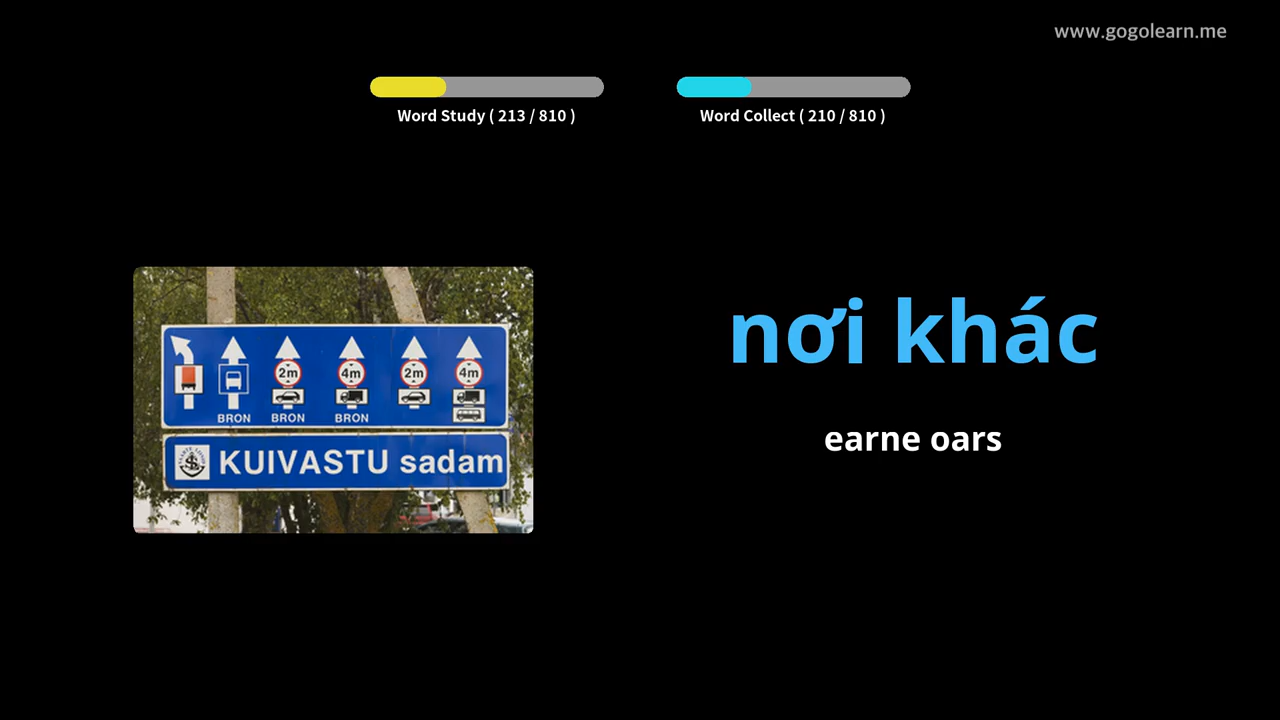 www.gogolearn.me
Word Study ( 213 / 810 )
Word Collect ( 210 / 810 )
2m 4m 2m 4m
BRON BRON BRON
KUIVASTU sadam
nơi khác
earne oars